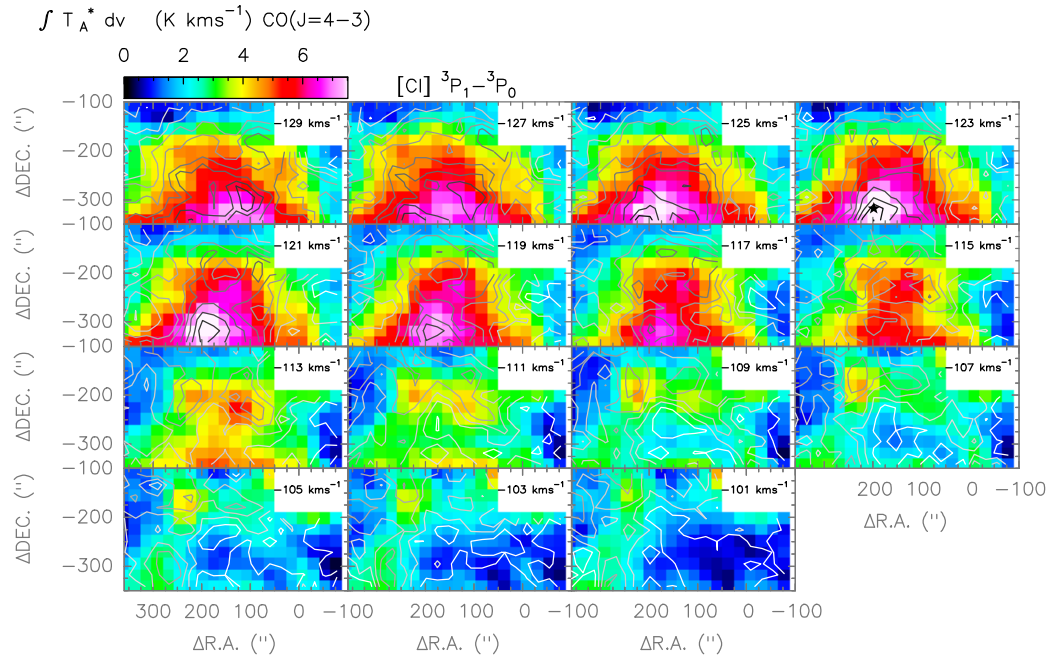 ∫ T_A^* dv (K kms⁻¹) CO(J=4−3)
0 2 4 6
[CI] ³P₁−³P₀
−100 −129 kms⁻¹ −127 kms⁻¹ −125 kms⁻¹ −123 kms⁻¹
ΔDEC. ('')
−200
−300
−100 −121 kms⁻¹ −119 kms⁻¹ −117 kms⁻¹ −115 kms⁻¹
ΔDEC. ('')
−200
−300
−100 −113 kms⁻¹ −111 kms⁻¹ −109 kms⁻¹ −107 kms⁻¹
ΔDEC. ('')
−200
−300
−100 −105 kms⁻¹ −103 kms⁻¹ −101 kms⁻¹ 200 100 0 −100
ΔDEC. ('')
−200 ΔR.A. ('')
−300
300 200 100 0 −100 200 100 0 −100 200 100 0 −100
ΔR.A. ('') ΔR.A. ('') ΔR.A. ('')